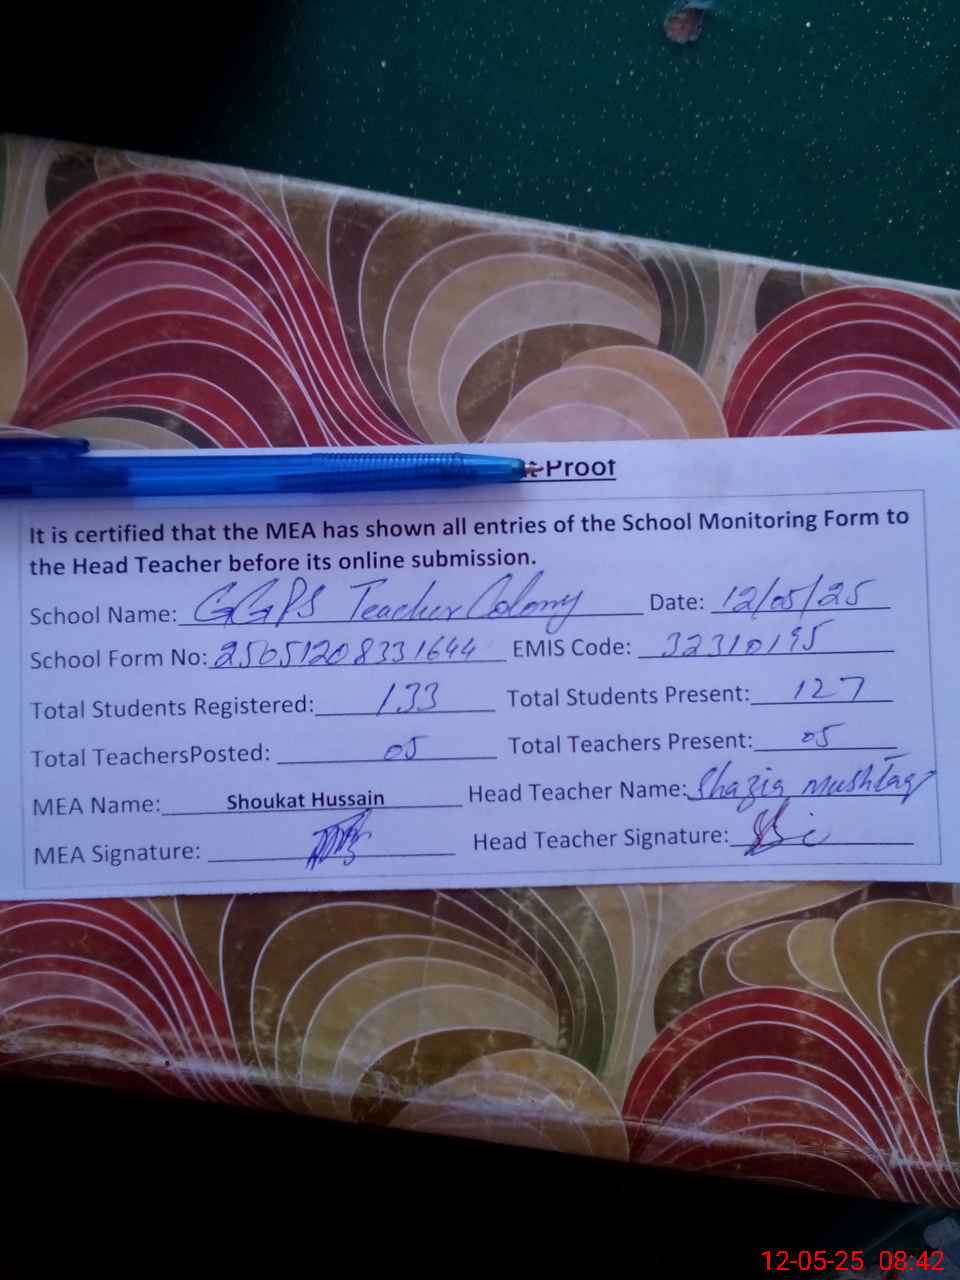 t-Proof
It is certified that the MEA has shown all entries of the School Monitoring Form to
the Head Teacher before its online submission.
School Name: GGPS Teacher Colony Date: 12/05/25
School Form No: 25051208331644 EMIS Code: 32310195
Total Students Registered: 133 Total Students Present: 127
Total TeachersPosted: 05 Total Teachers Present: 05
MEA Name: Shoukat Hussain Head Teacher Name: Shazia Mushtaq
MEA Signature: Head Teacher Signature:
12-05-25 08:42